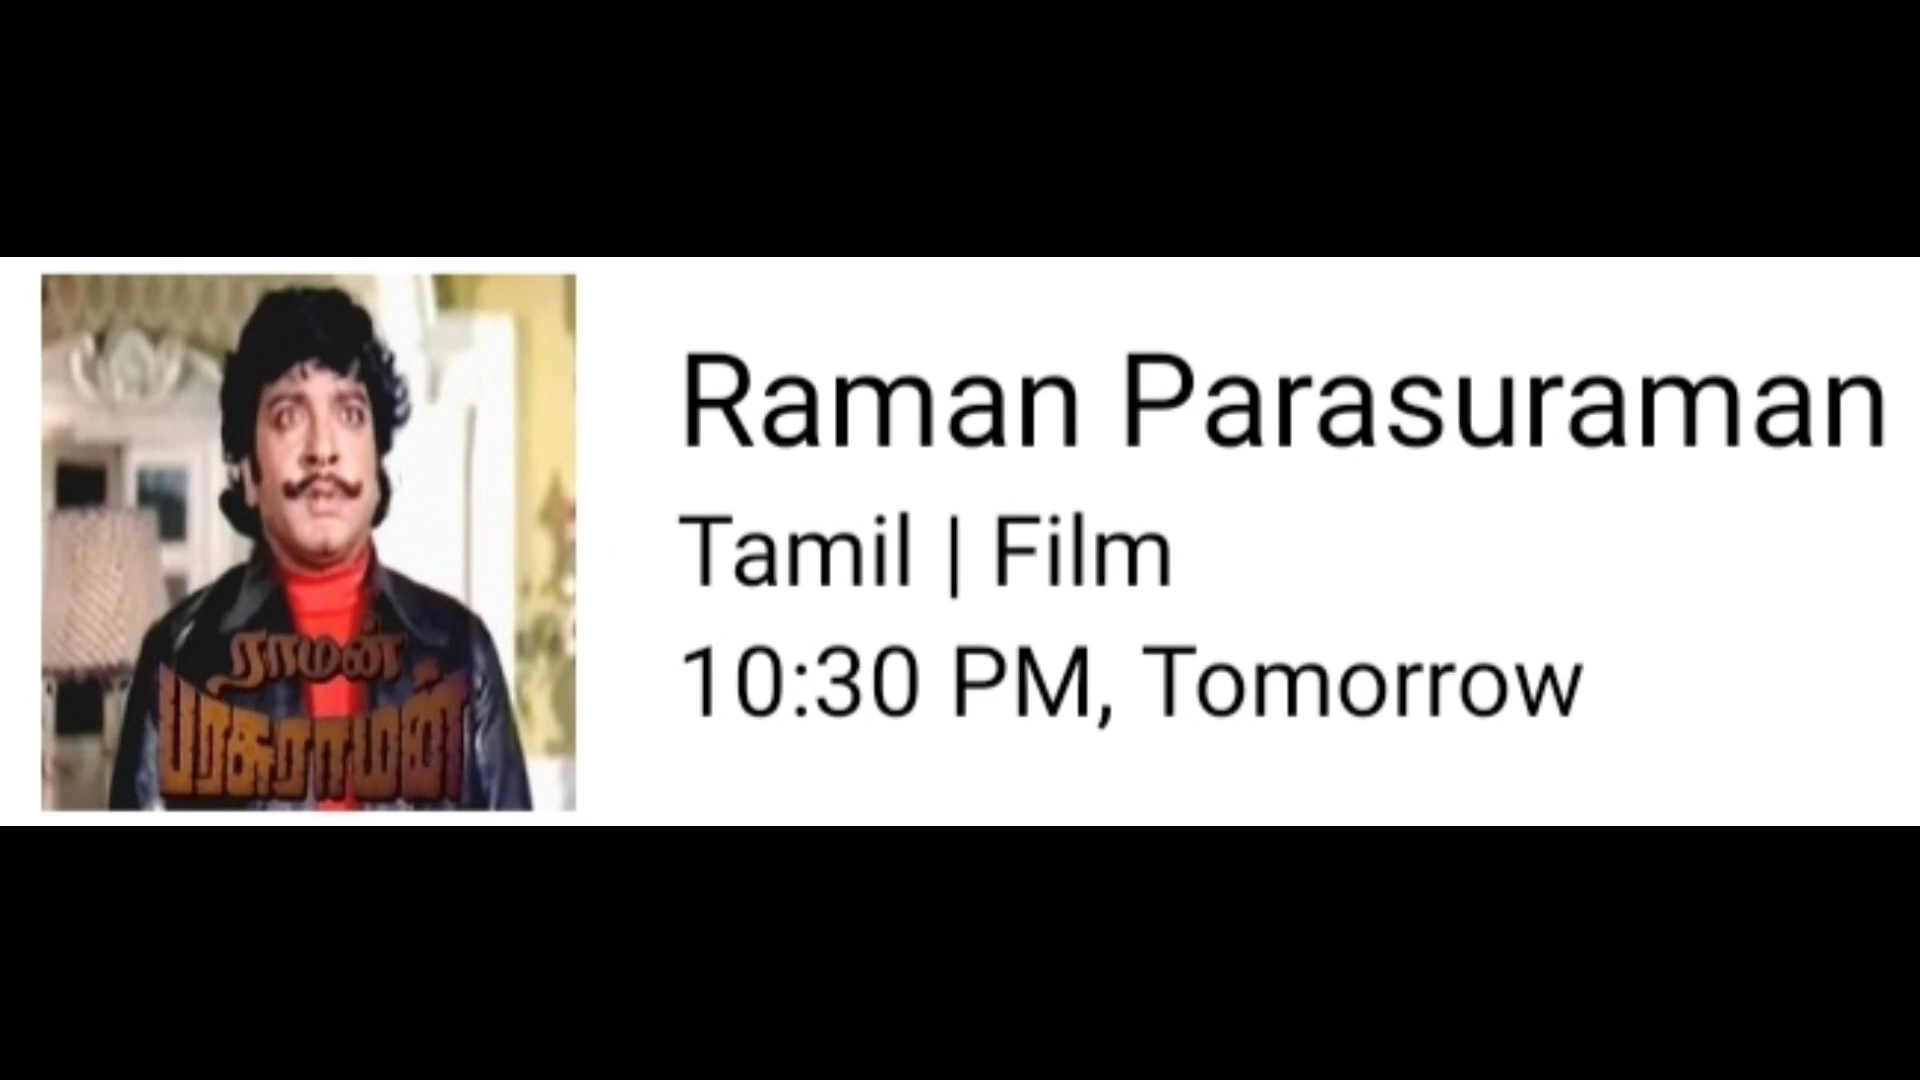 ராமன்
பரசுராமன்
Raman Parasuraman
Tamil | Film
10:30 PM, Tomorrow